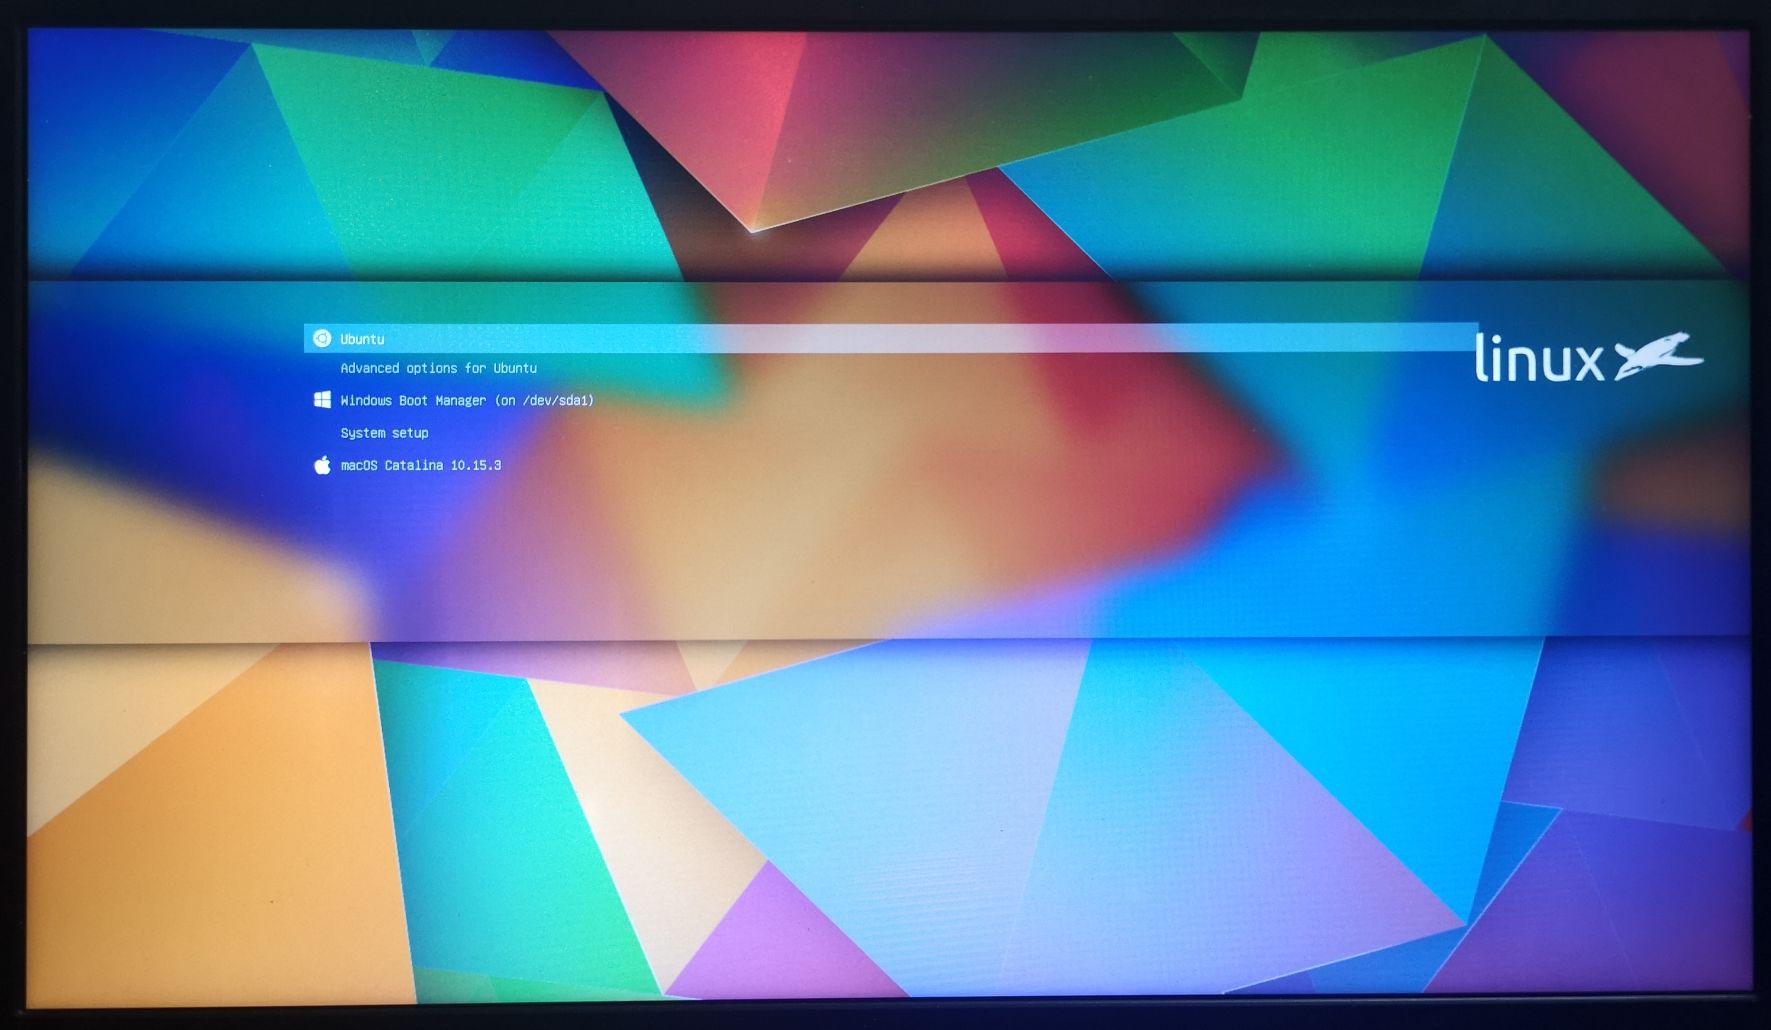 Ubuntu
Advanced options for Ubuntu
Windows Boot Manager (on /dev/sda1)
System setup
macOS Catalina 10.15.3
linux